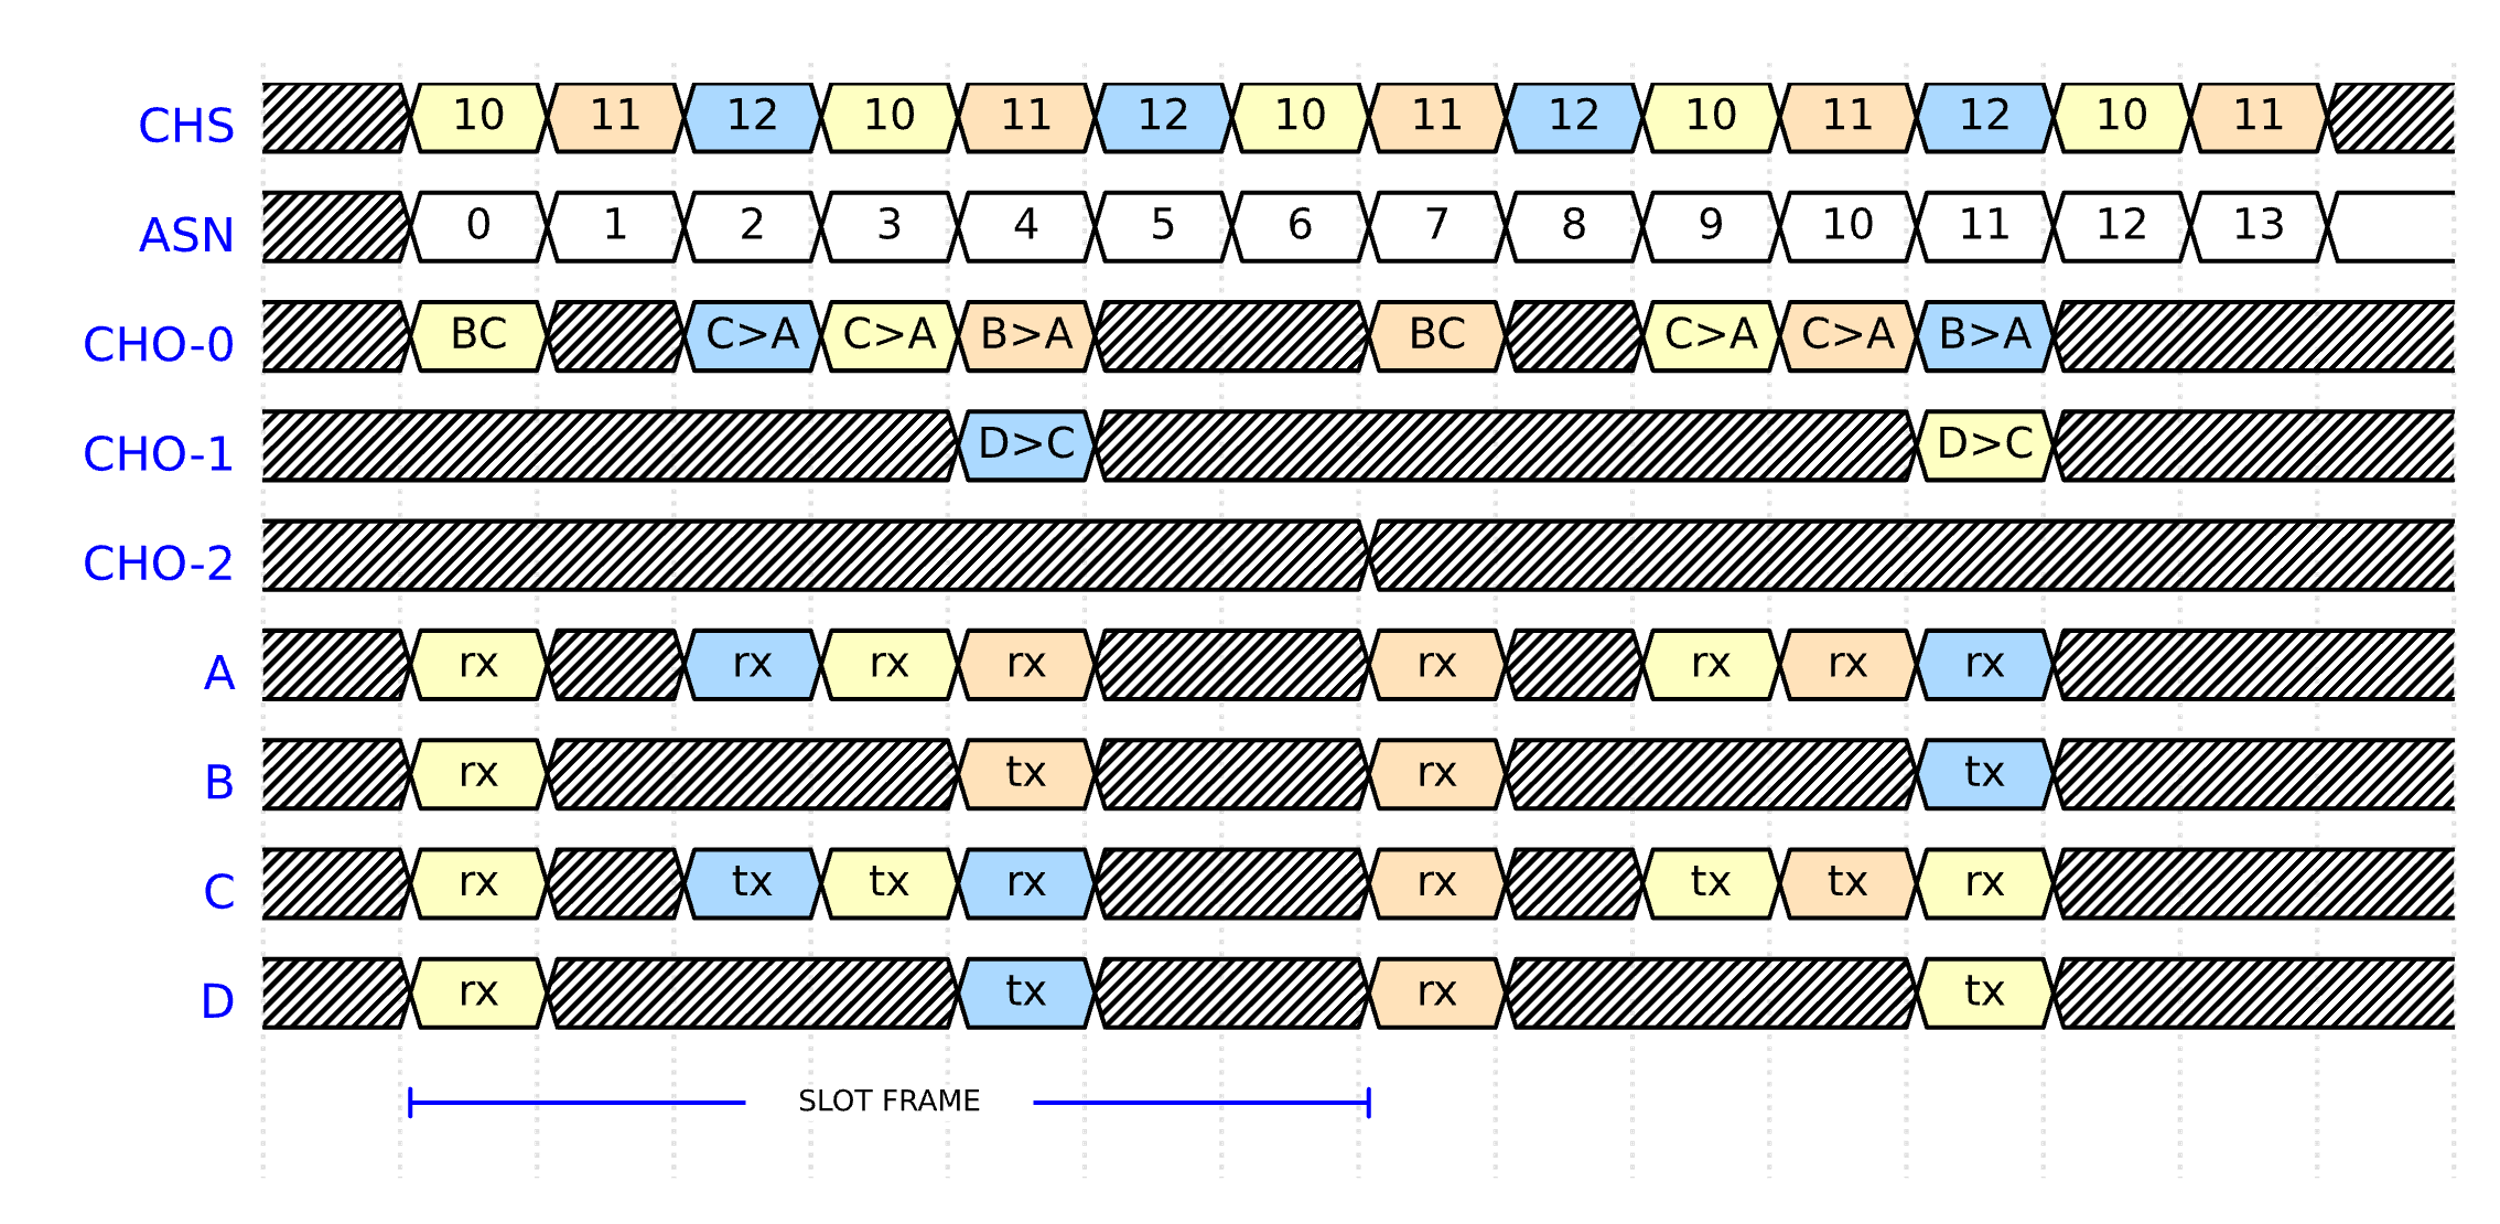 CHS 10 11 12 10 11 12 10 11 12 10 11 12 10 11
ASN 0 1 2 3 4 5 6 7 8 9 10 11 12 13
CHO-0 BC C>A C>A B>A BC C>A C>A B>A
CHO-1 D>C D>C
CHO-2
A rx rx rx rx rx rx rx rx
B rx tx rx tx
C rx tx tx rx rx tx tx rx
D rx tx rx tx
SLOT FRAME